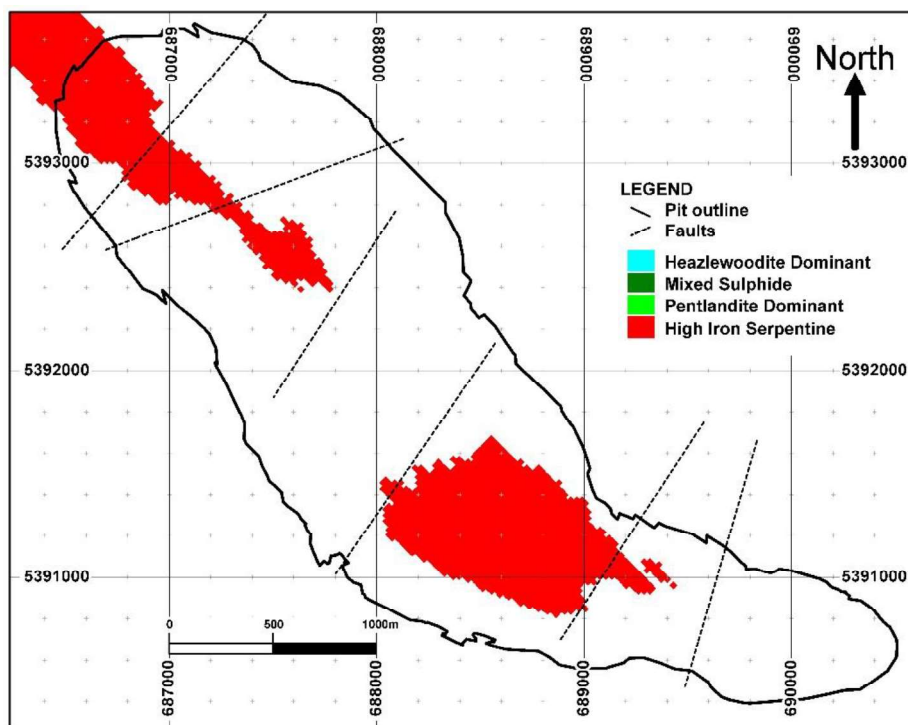 687000
688000
689000
690000
North
5393000
5393000
LEGEND
Pit outline
Faults
Heazlewoodite Dominant
Mixed Sulphide
Pentlandite Dominant
High Iron Serpentine
5392000
5392000
5391000
5391000
0
500
1000m
687000
688000
689000
690000